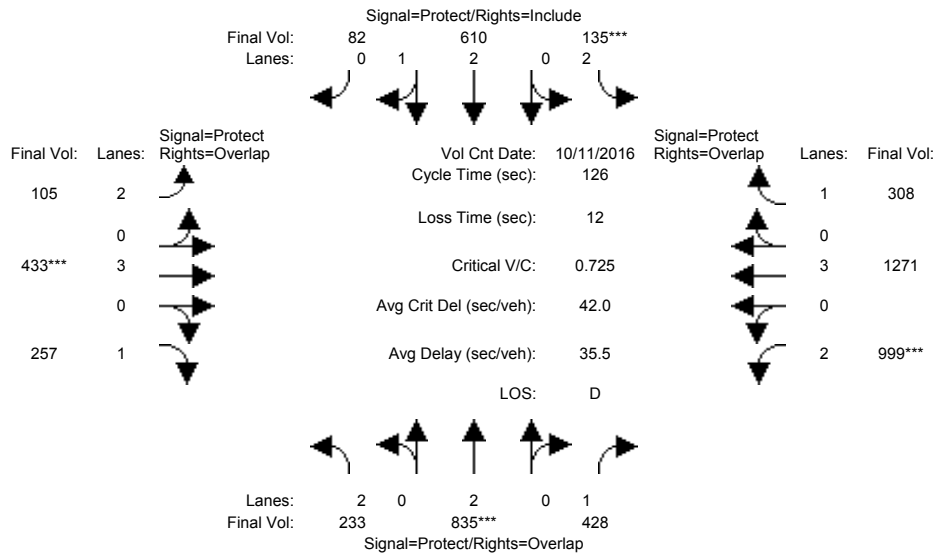 Signal=Protect/Rights=Include
Final Vol: 82 610 135***
Lanes: 0 1 2 0 2
Signal=Protect Signal=Protect
Final Vol: Lanes: Rights=Overlap Vol Cnt Date: 10/11/2016 Rights=Overlap Lanes: Final Vol:
Cycle Time (sec): 126
105 2 1 308
Loss Time (sec): 12
0 0
433*** 3 Critical V/C: 0.725 3 1271
0 Avg Crit Del (sec/veh): 42.0 0
257 1 Avg Delay (sec/veh): 35.5 2 999***
LOS: D
Lanes: 2 0 2 0 1
Final Vol: 233 835*** 428
Signal=Protect/Rights=Overlap